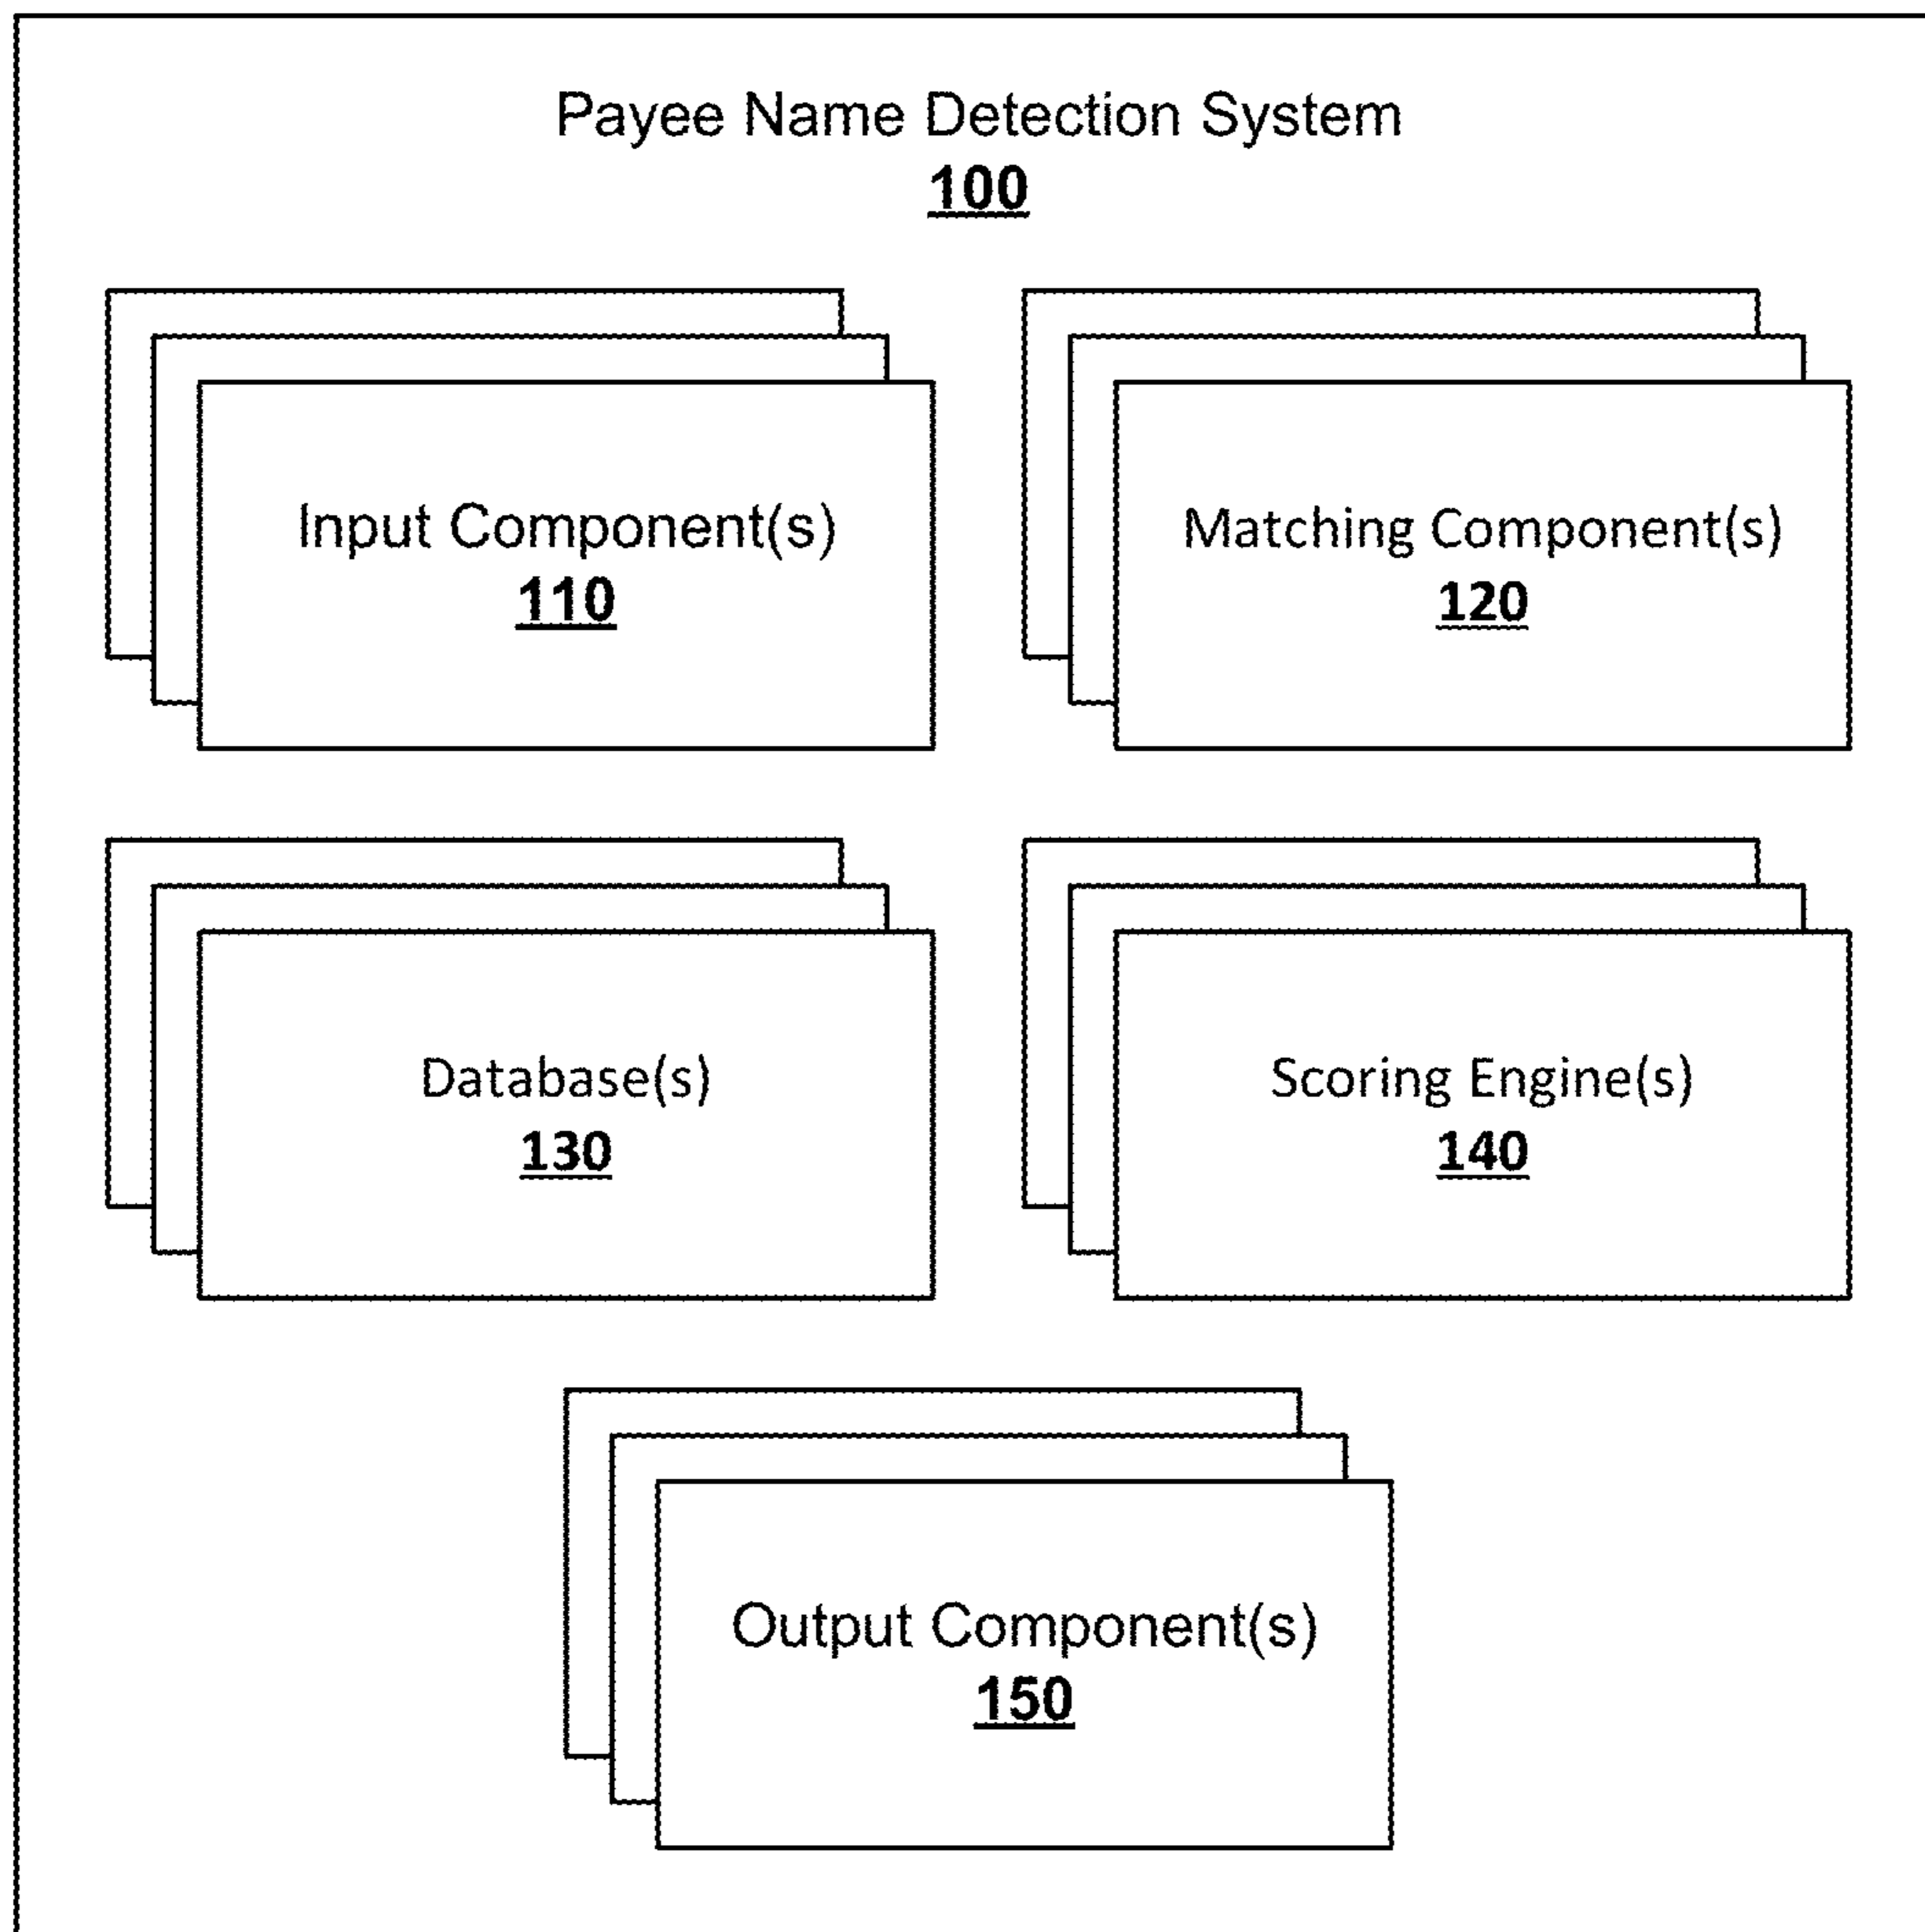 Payee Name Detection System
100
Input Component(s)
110
Matching Component(s)
120
Database(s)
130
Scoring Engine(s)
140
Output Component(s)
150